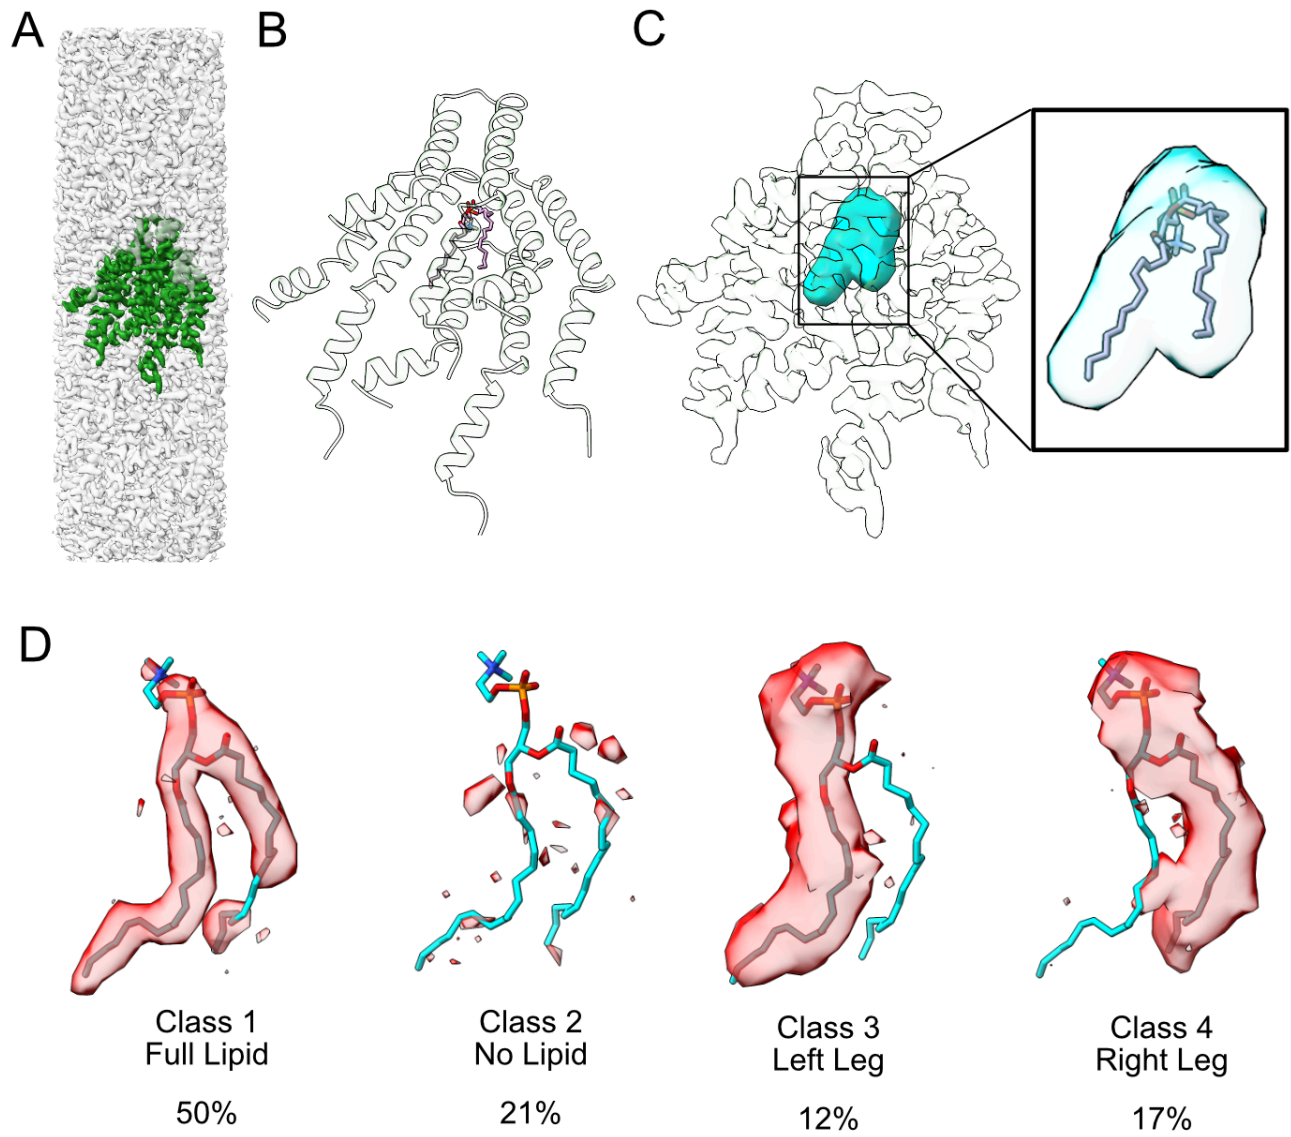 A
B
C
D
Class 1
Full Lipid
50%
Class 2
No Lipid
21%
Class 3
Left Leg
12%
Class 4
Right Leg
17%